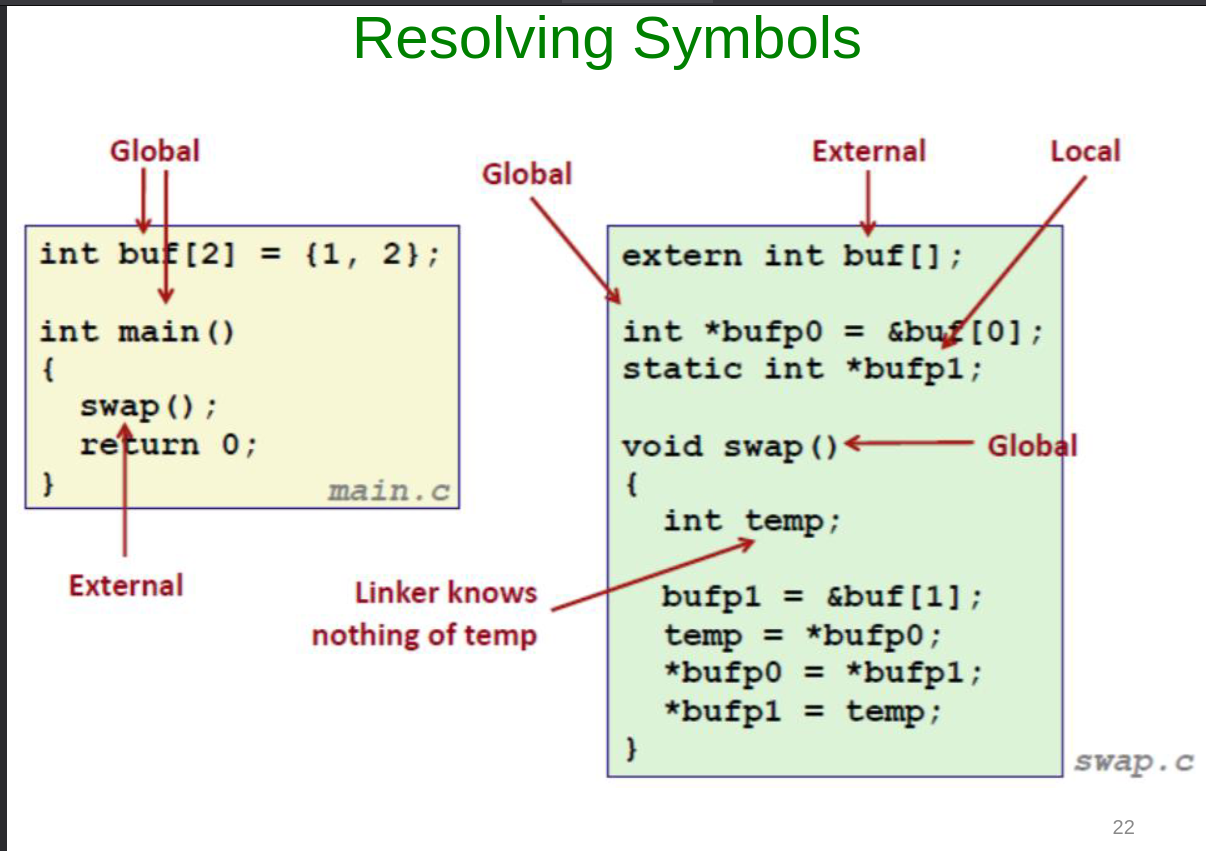 Resolving Symbols
Global
Global
External
Local
int buf[2] = {1, 2};
int main()
{
  swap();
  return 0;
}
main.c
External
Linker knows
nothing of temp
extern int buf[];
int *bufp0 = &buf[0];
static int *bufp1;
void swap()
Global
{
  int temp;
  bufp1 = &buf[1];
  temp = *bufp0;
  *bufp0 = *bufp1;
  *bufp1 = temp;
}
swap.c
22